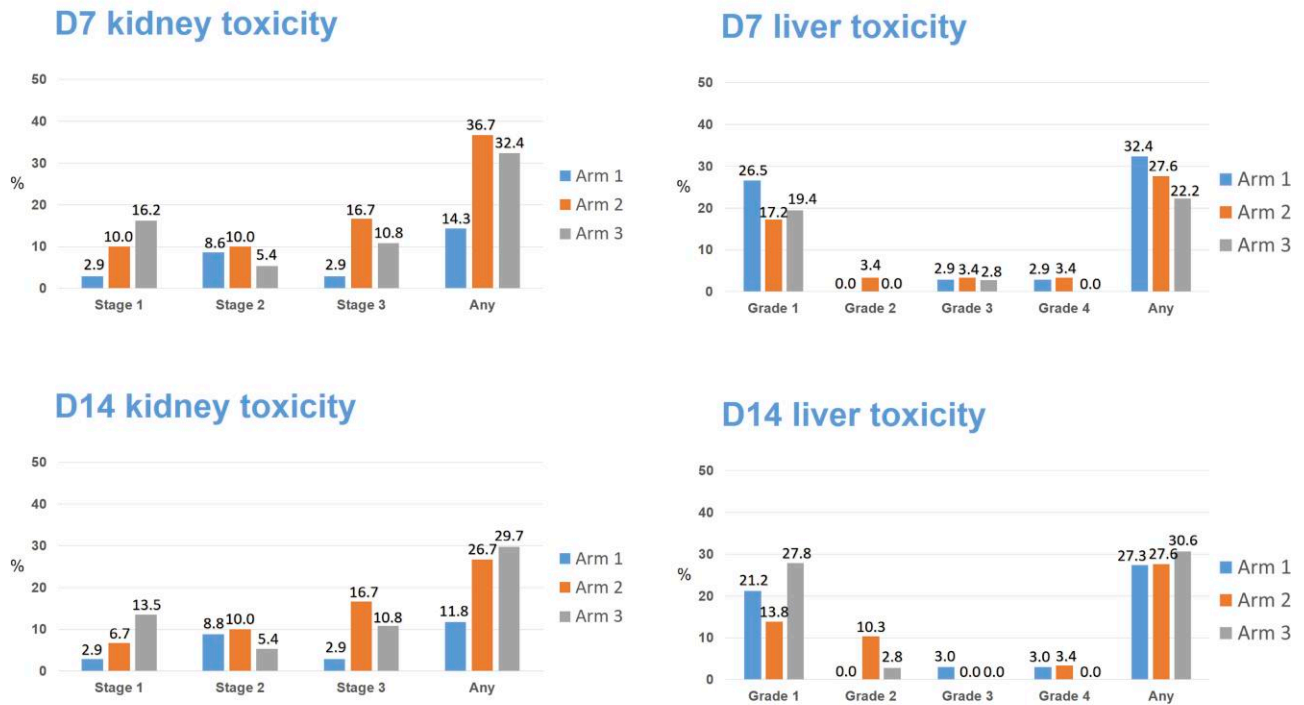 D7 kidney toxicity
50
40
30
20
10
0
%
2.9
10.0
16.2
8.6
10.0
5.4
2.9
16.7
10.8
14.3
36.7
32.4
Stage 1
Stage 2
Stage 3
Any
Arm 1
Arm 2
Arm 3
D7 liver toxicity
50
40
30
20
10
0
%
26.5
17.2
19.4
0.0
3.4
0.0
2.9
3.4
2.8
2.9
3.4
0.0
32.4
27.6
22.2
Grade 1
Grade 2
Grade 3
Grade 4
Any
Arm 1
Arm 2
Arm 3
D14 kidney toxicity
50
40
30
20
10
0
%
2.9
6.7
13.5
8.8
10.0
5.4
2.9
16.7
10.8
11.8
26.7
29.7
Stage 1
Stage 2
Stage 3
Any
Arm 1
Arm 2
Arm 3
D14 liver toxicity
50
40
30
20
10
0
%
21.2
13.8
27.8
0.0
10.3
2.8
3.0
0.0
0.0
3.0
3.4
0.0
27.3
27.6
30.6
Grade 1
Grade 2
Grade 3
Grade 4
Any
Arm 1
Arm 2
Arm 3